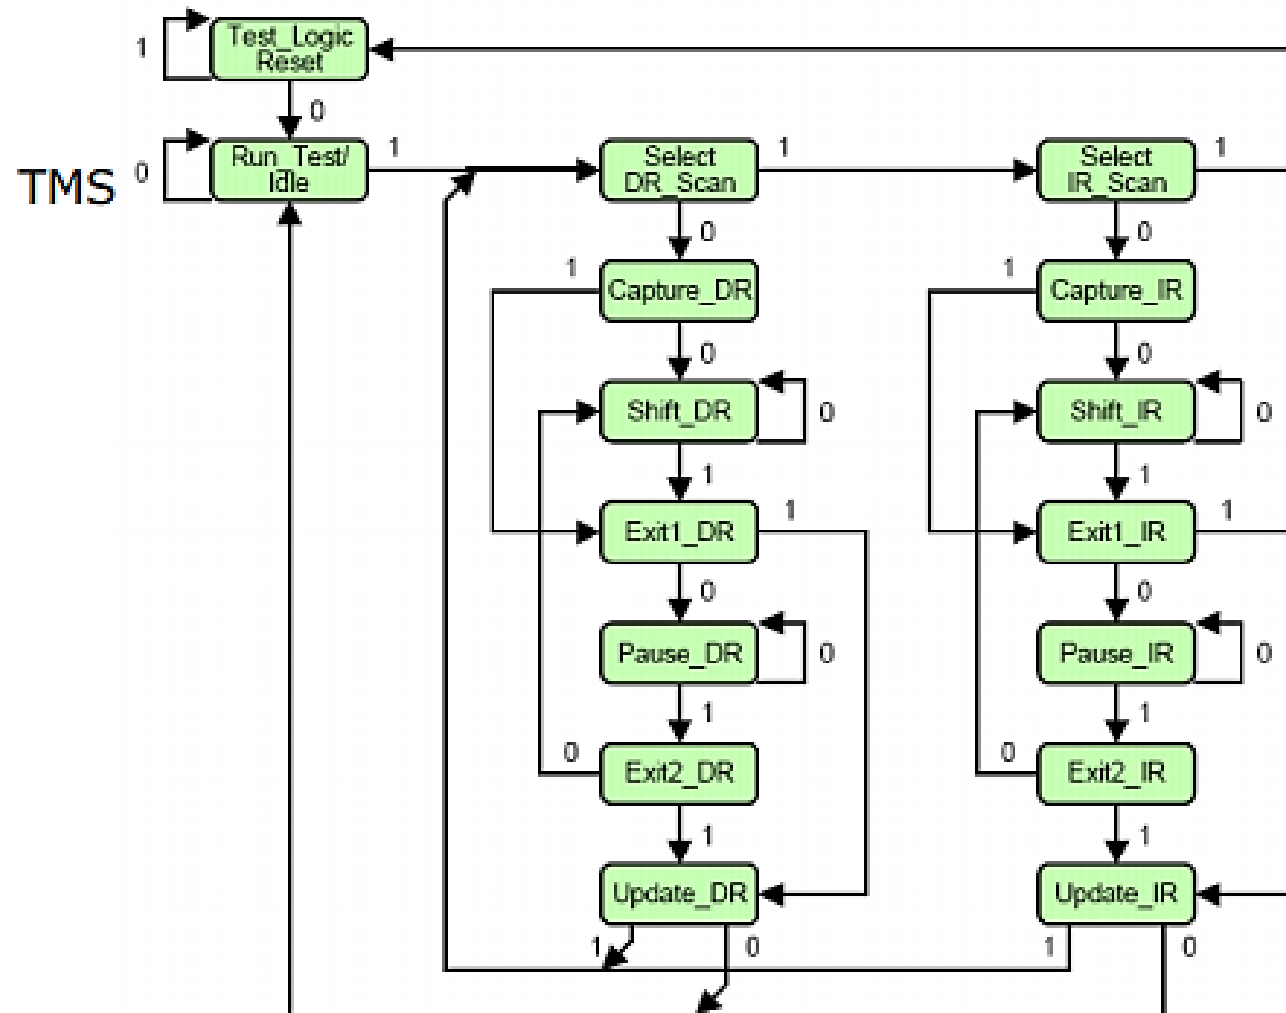 Test_Logic
Reset
1
0
Run_Test/
Idle
TMS
0
1
Select
DR_Scan
1
Select
IR_Scan
1
0
0
1
Capture_DR
1
Capture_IR
0
0
Shift_DR
0
Shift_IR
0
1
1
Exit1_DR
1
Exit1_IR
1
0
0
Pause_DR
0
Pause_IR
0
1
1
0
Exit2_DR
0
Exit2_IR
1
1
Update_DR
Update_IR
1
0
1
0